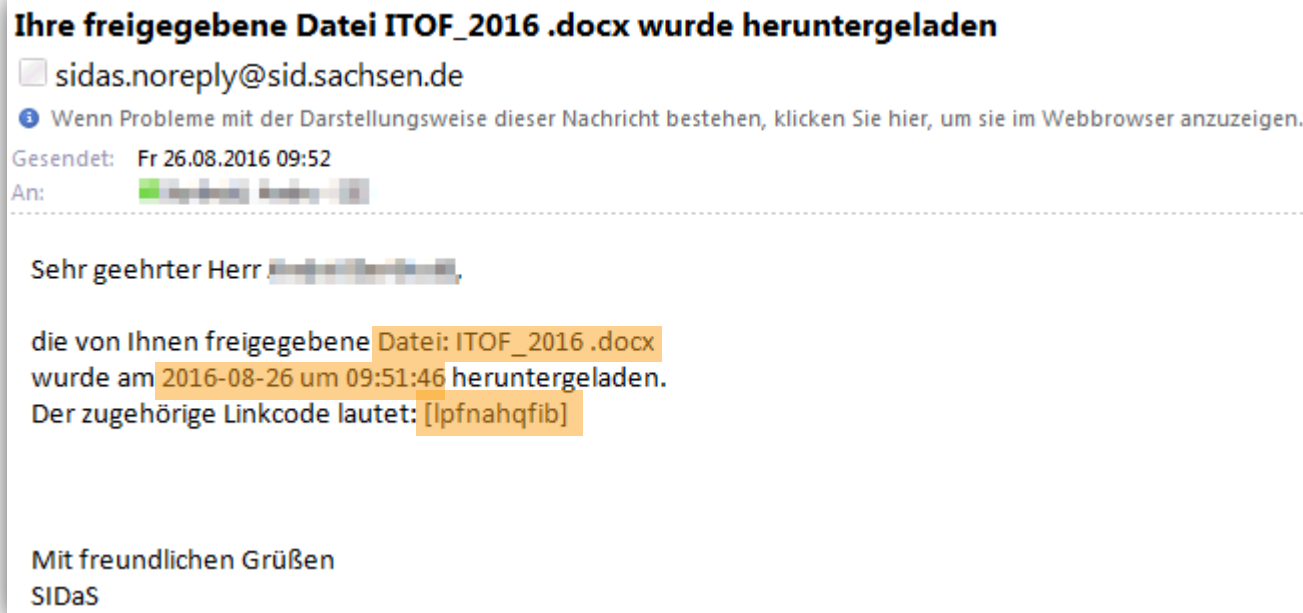 Ihre freigegebene Datei ITOF_2016 .docx wurde heruntergeladen
sidas.noreply@sid.sachsen.de
Wenn Probleme mit der Darstellungsweise dieser Nachricht bestehen, klicken Sie hier, um sie im Webbrowser anzuzeigen.
Gesendet: Fr 26.08.2016 09:52
An:
Sehr geehrter Herr
die von Ihnen freigegebene Datei: ITOF_2016 .docx
wurde am 2016-08-26 um 09:51:46 heruntergeladen.
Der zugehörige Linkcode lautet: [lpfnahqfib]
Mit freundlichen Grüßen
SIDaS